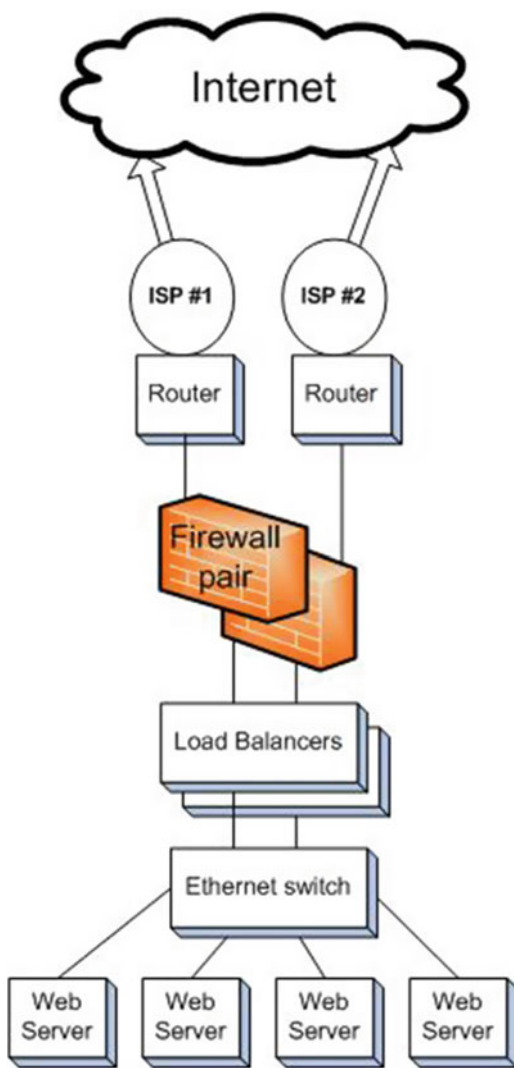 Internet
ISP #1
ISP #2
Router
Router
Firewall
pair
Load Balancers
Ethernet switch
Web
Server
Web
Server
Web
Server
Web
Server